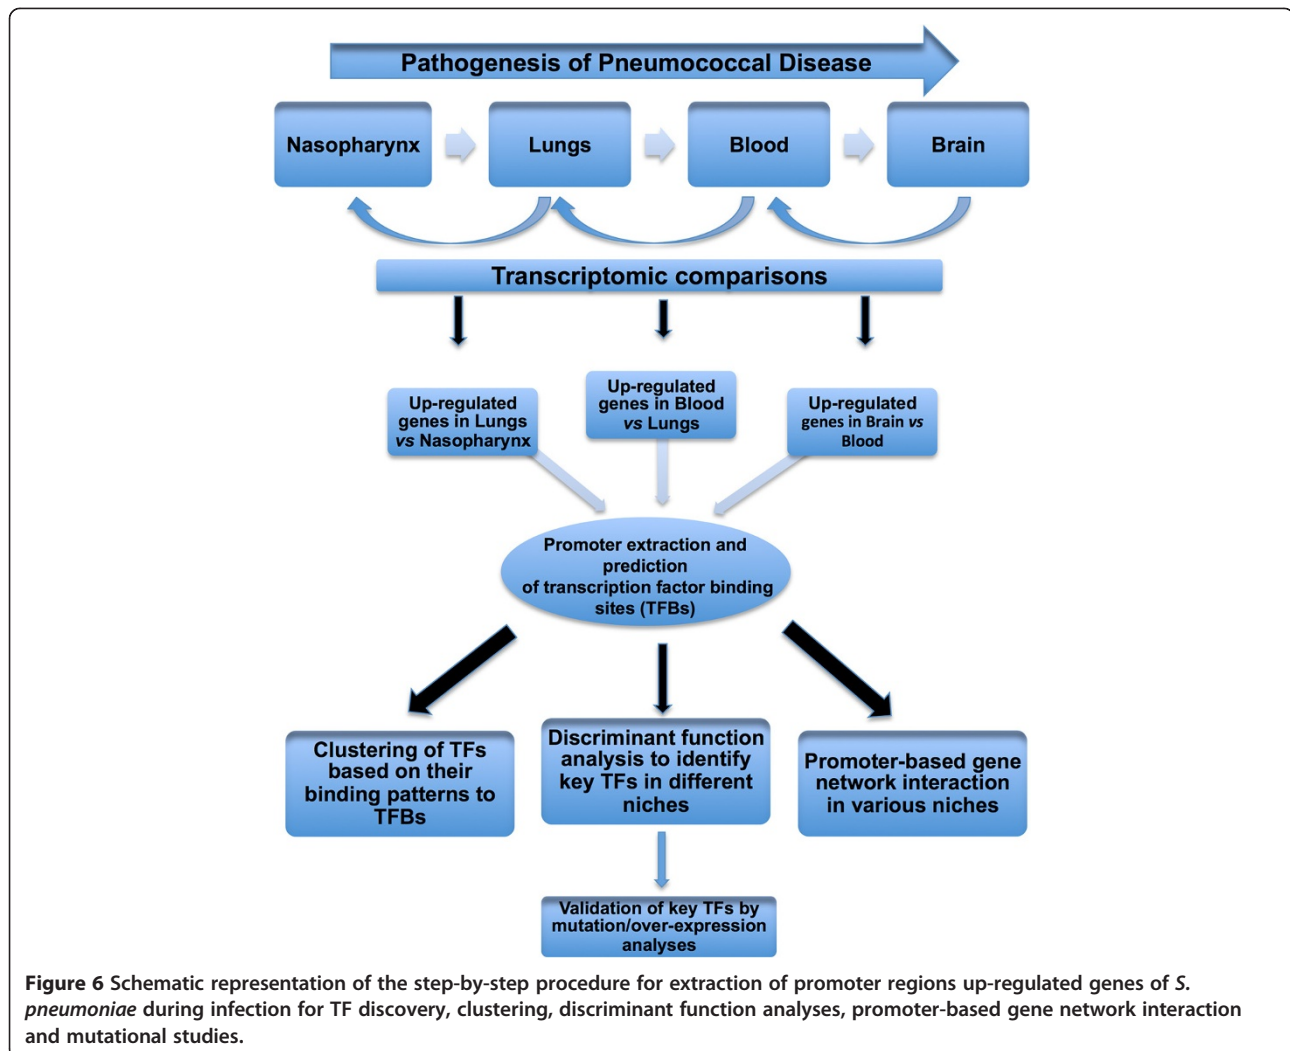 Pathogenesis of Pneumococcal Disease
Nasopharynx
Lungs
Blood
Brain
Transcriptomic comparisons
Up-regulated
genes in Lungs
vs Nasopharynx
Up-regulated
genes in Blood
vs Lungs
Up-regulated
genes in Brain vs
Blood
Promoter extraction and
prediction
of transcription factor binding
sites (TFBs)
Clustering of TFs
based on their
binding patterns to
TFBs
Discriminant function
analysis to identify
key TFs in different
niches
Promoter-based gene
network interaction
in various niches
Validation of key TFs by
mutation/over-expression
analyses
Figure 6 Schematic representation of the step-by-step procedure for extraction of promoter regions up-regulated genes of S.
pneumoniae during infection for TF discovery, clustering, discriminant function analyses, promoter-based gene network interaction
and mutational studies.